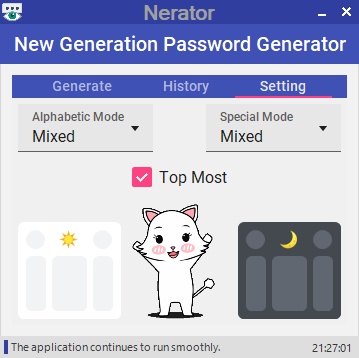 Nerator
New Generation Password Generator
Generate History Setting
Alphabetic Mode Special Mode
Mixed Mixed
Top Most
The application continues to run smoothly. 21:27:01